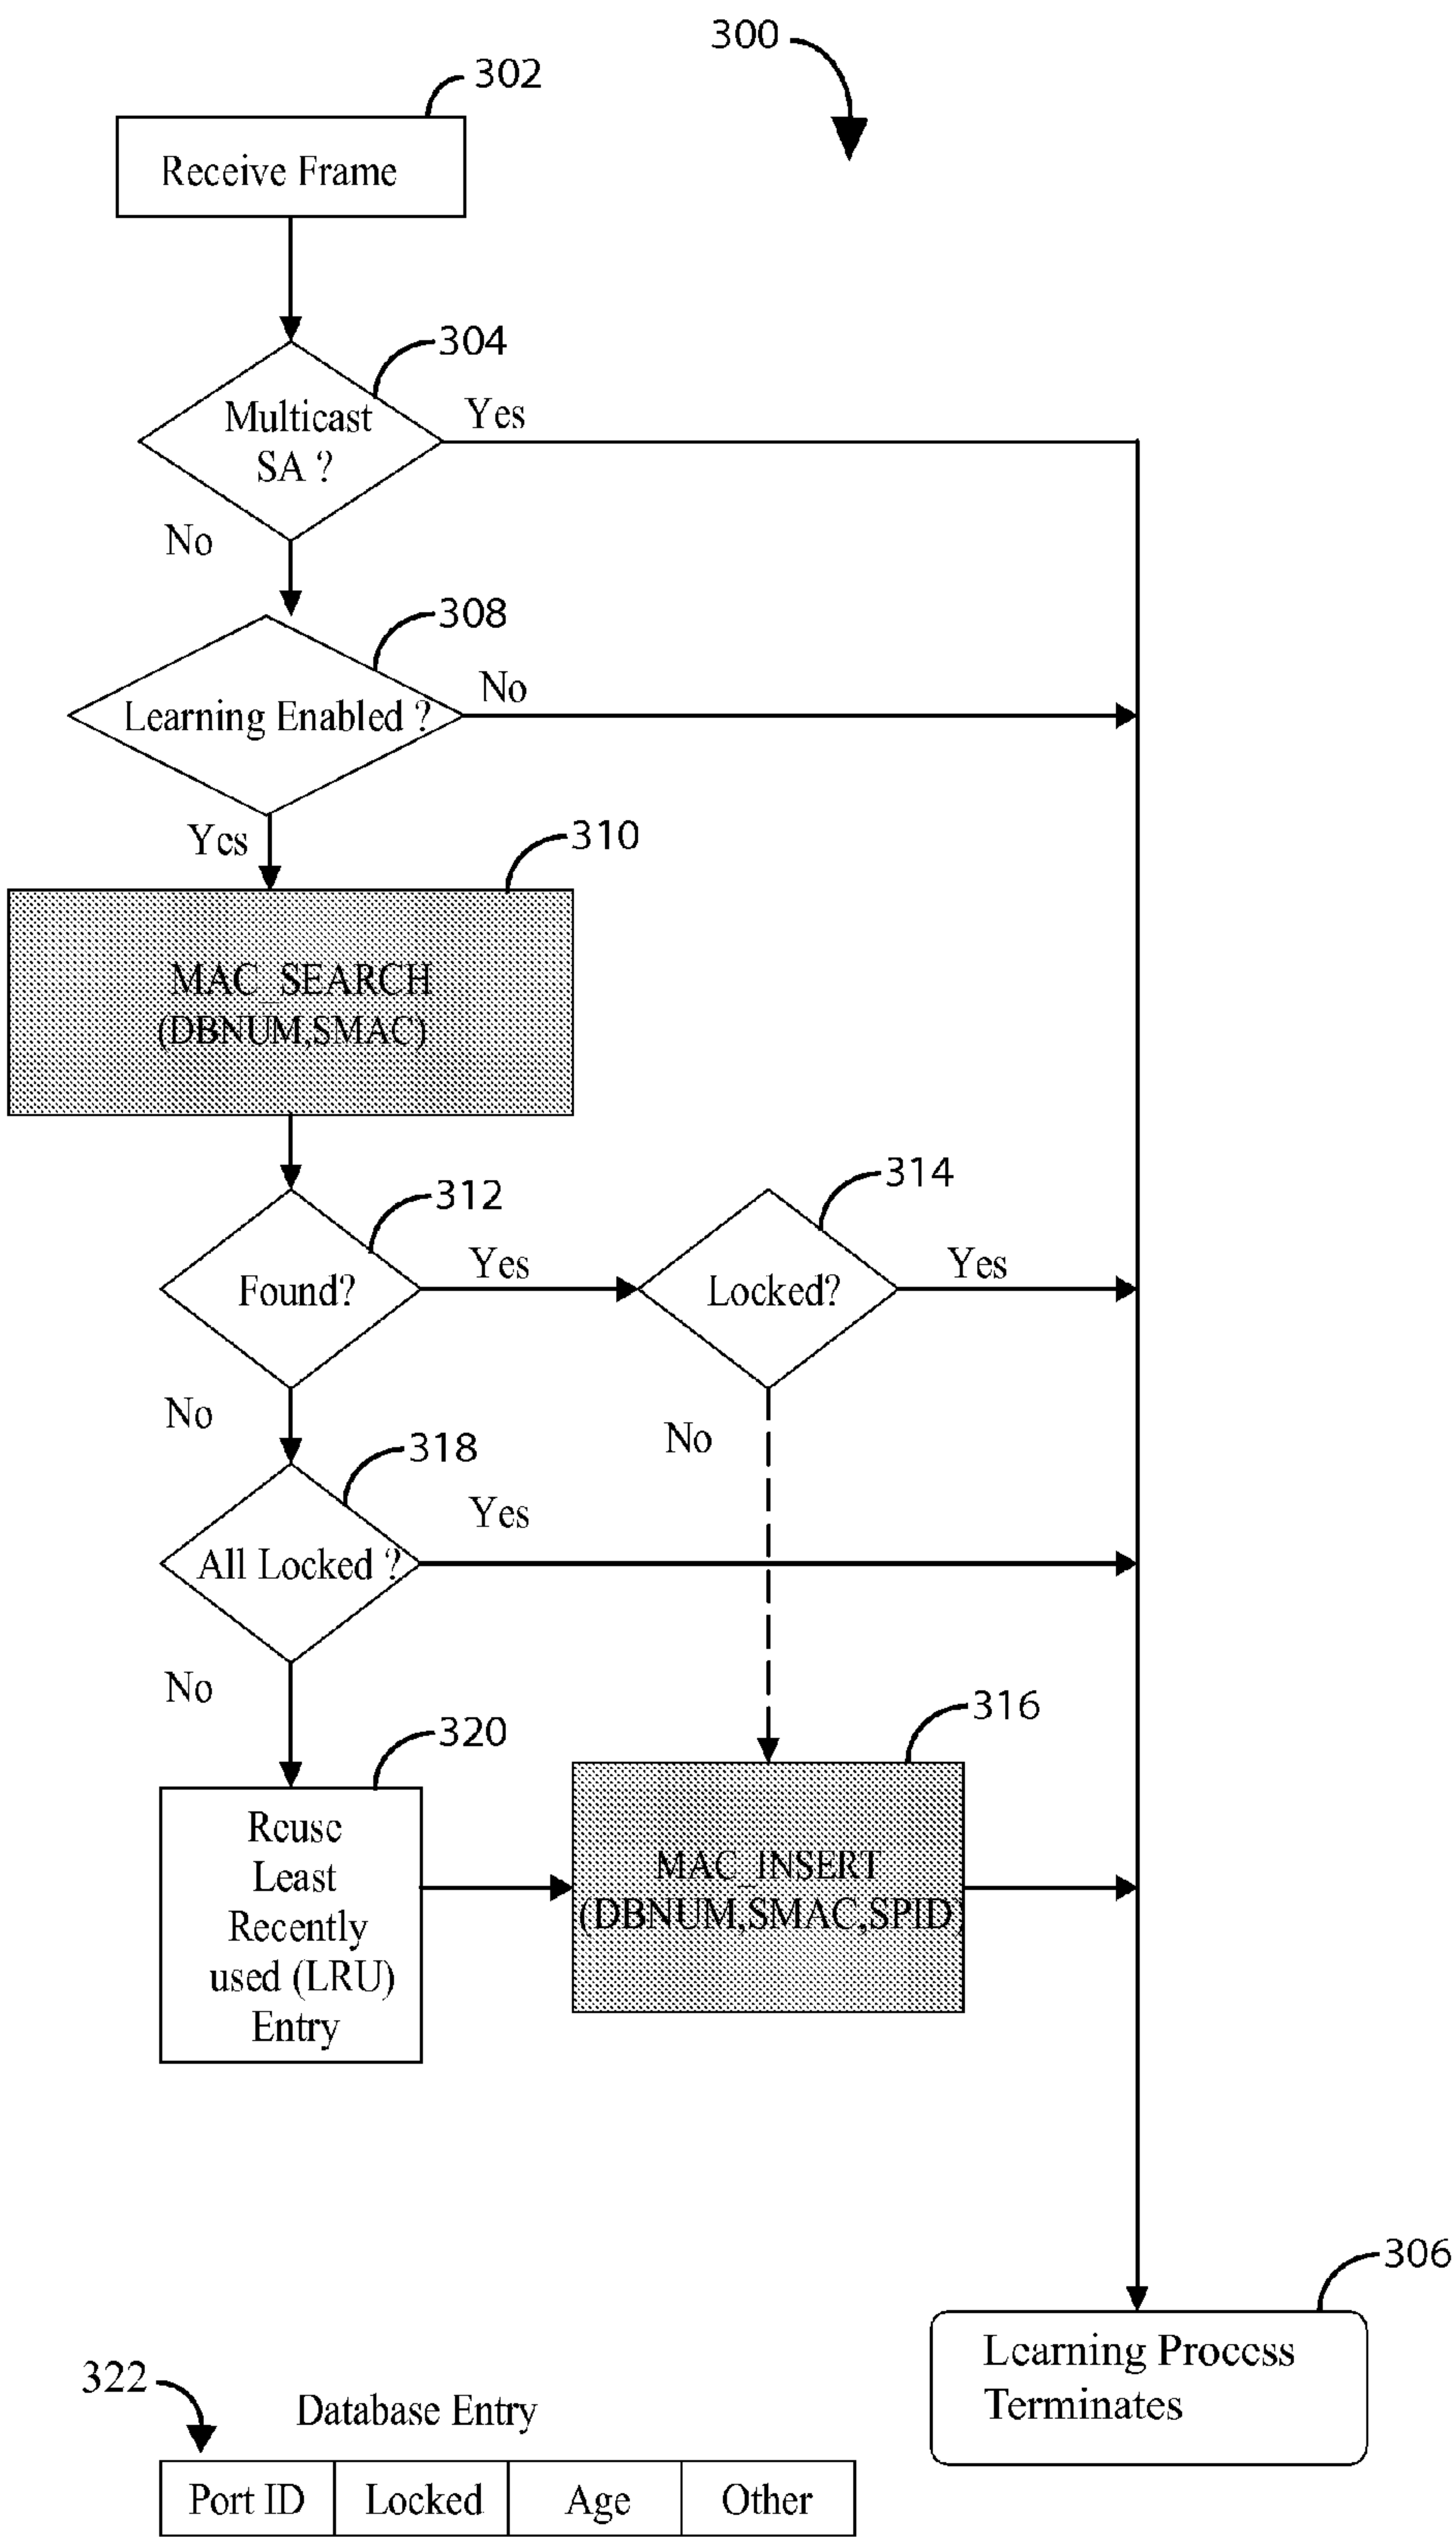 300
302
Receive Frame
304
Multicast
SA ?
Yes
No
308
Learning Enabled ?
No
Yes
310
MAC_SEARCH
(DBNUM,SMAC)
312
Found?
Yes
314
Locked?
Yes
No
No
318
All Locked ?
Yes
No
320
Reuse
Least
Recently
used (LRU)
Entry
316
MAC_INSERT
(DBNUM,SMAC,SPID)
306
Learning Process
Terminates
322
Database Entry
Port ID
Locked
Age
Other